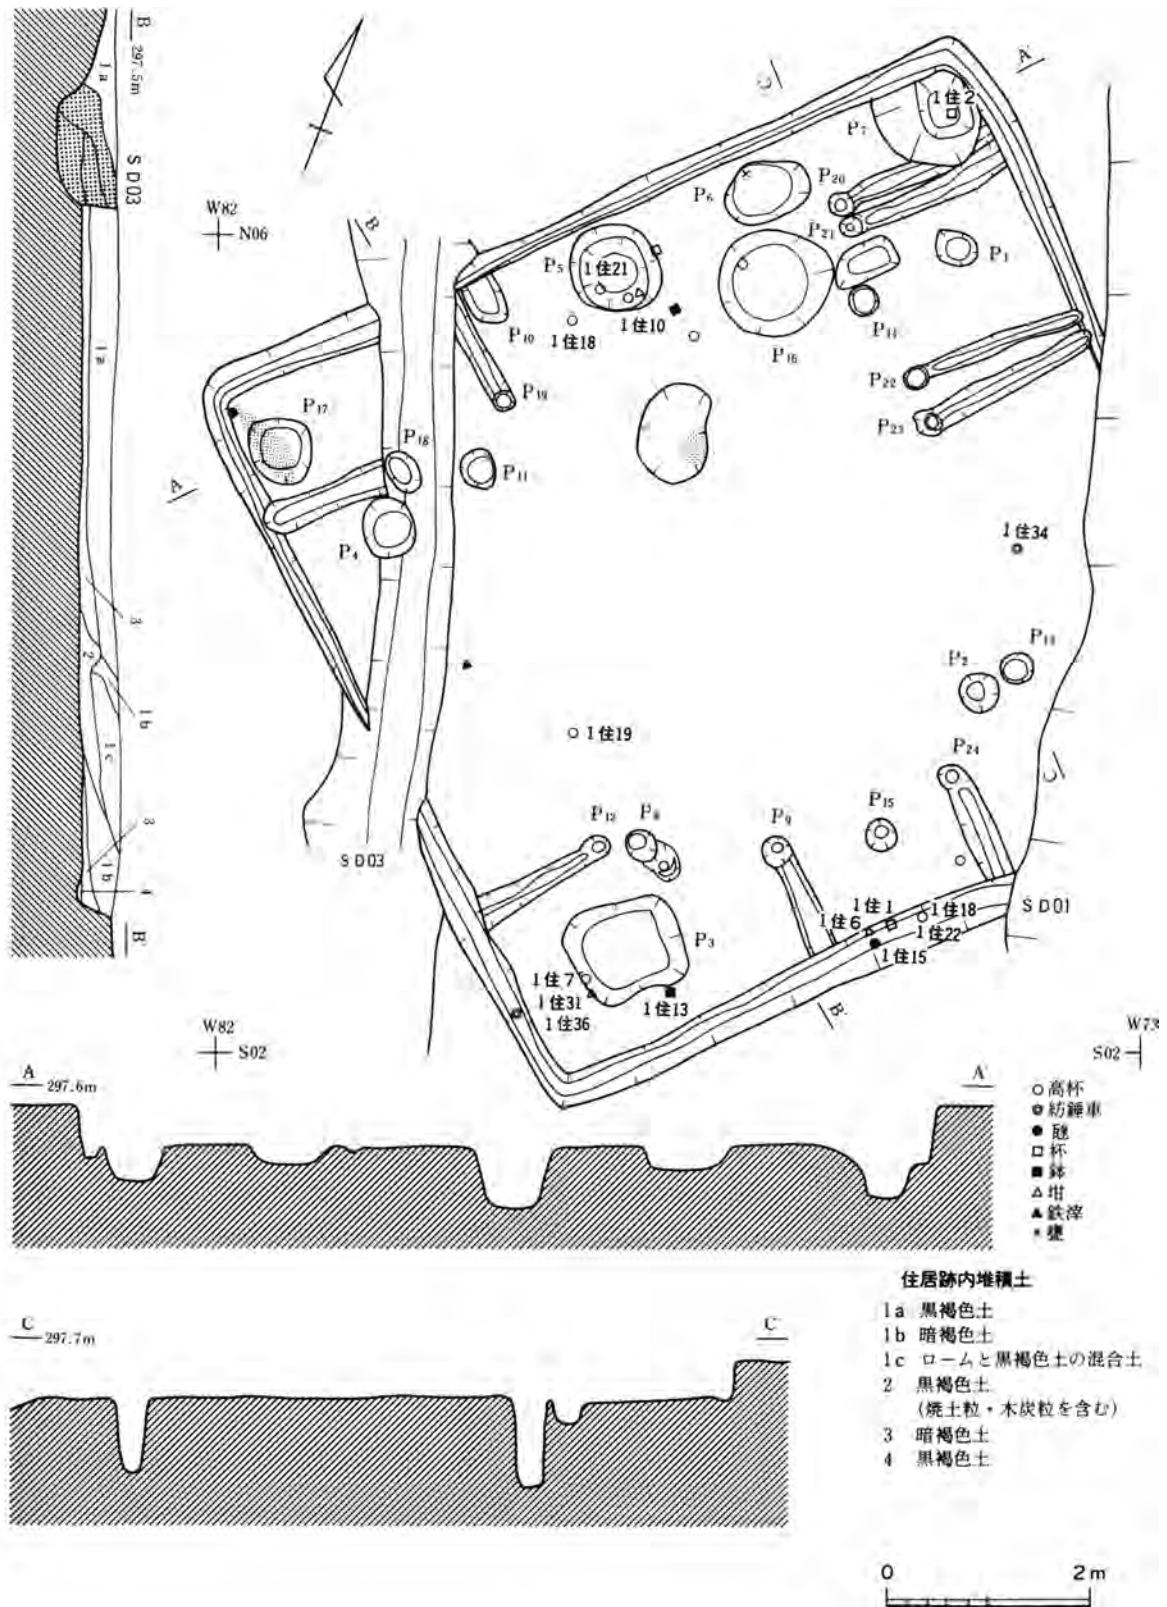 B
297.5m
1a
SD03
1a
3
2
1b
1c
3
1b
4
B'
W82
N06
B
A
C
A'
1住2
P7
P6
P20
P21
P1
P5
1住21
1住10
1住18
P10
P16
P22
P23
P19
P17
P11
P4
1住34
P2
1住19
P24
P9
P15
P3
SD03
SD01
1住1
1住18
1住6
1住22
1住15
1住7
1住31
1住13
1住36
B'
W82
S02
S02
A
297.6m
A'
高杯
紡錘車
𤭯
杯
鉢
坩
鉄滓
甕
住居跡内堆積土
1a 黒褐色土
1b 暗褐色土
1c ロームと黒褐色土の混合土
2 黒褐色土
(焼土粒・木炭粒を含む)
3 暗褐色土
4 黒褐色土
C
297.7m
C'
0 2m